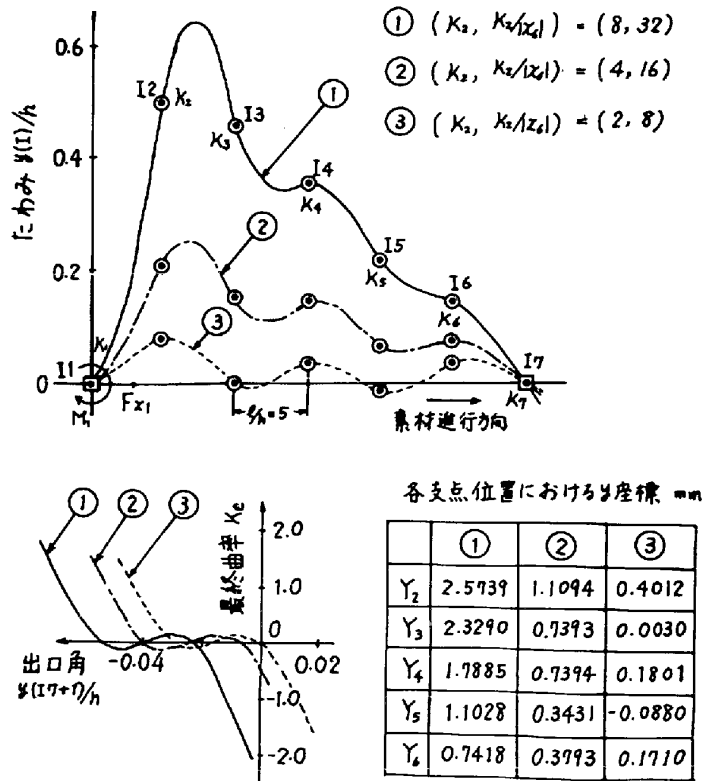 ① (K₂, K₂/|χ₆|) = (8, 32)
② (K₂, K₂/|χ₆|) = (4, 16)
③ (K₂, K₂/|χ₆|) = (2, 8)
たわみ y(I)/h
0.6
0.4
0.2
0
I2 K₂
I3
K₃
①
I4
K₄
②
I5
K₅
I6
K₆
③
K₁
I1
M₁
Fx₁
ℓ/h=5
素材進行方向
I7
K₇
① ② ③
最終曲率 Ke
2.0
1.0
0
-1.0
-2.0
-0.04
0.02
出口角
y(I7+1)/h
各支点位置におけるy座標 mm
① ② ③
Y₂ 2.5739 1.1094 0.4012
Y₃ 2.3290 0.7393 0.0030
Y₄ 1.7885 0.7394 0.1801
Y₅ 1.1028 0.3431 -0.0880
Y₆ 0.7418 0.3793 0.1710